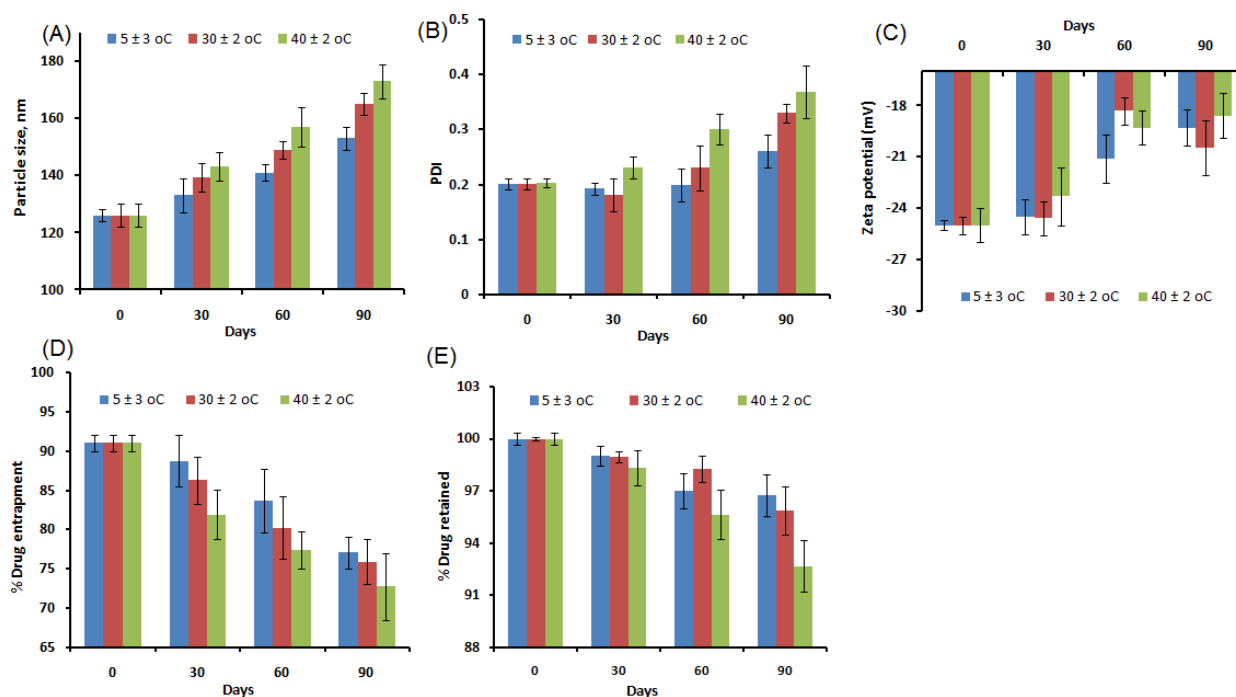 (A)
5 ± 3 oC 30 ± 2 oC 40 ± 2 oC
Particle size, nm
180
160
140
120
100
0 30 60 90
Days
(B)
5 ± 3 oC 30 ± 2 oC 40 ± 2 oC
PDI
0.5
0.4
0.3
0.2
0.1
0
0 30 60 90
Days
(C)
Days
0 30 60 90
Zeta potential (mV)
-18
-21
-24
-27
-30
5 ± 3 oC 30 ± 2 oC 40 ± 2 oC
(D)
5 ± 3 oC 30 ± 2 oC 40 ± 2 oC
% Drug entrapment
100
95
90
85
80
75
70
65
0 30 60 90
Days
(E)
5 ± 3 oC 30 ± 2 oC 40 ± 2 oC
% Drug retained
103
100
97
94
91
88
0 30 60 90
Days